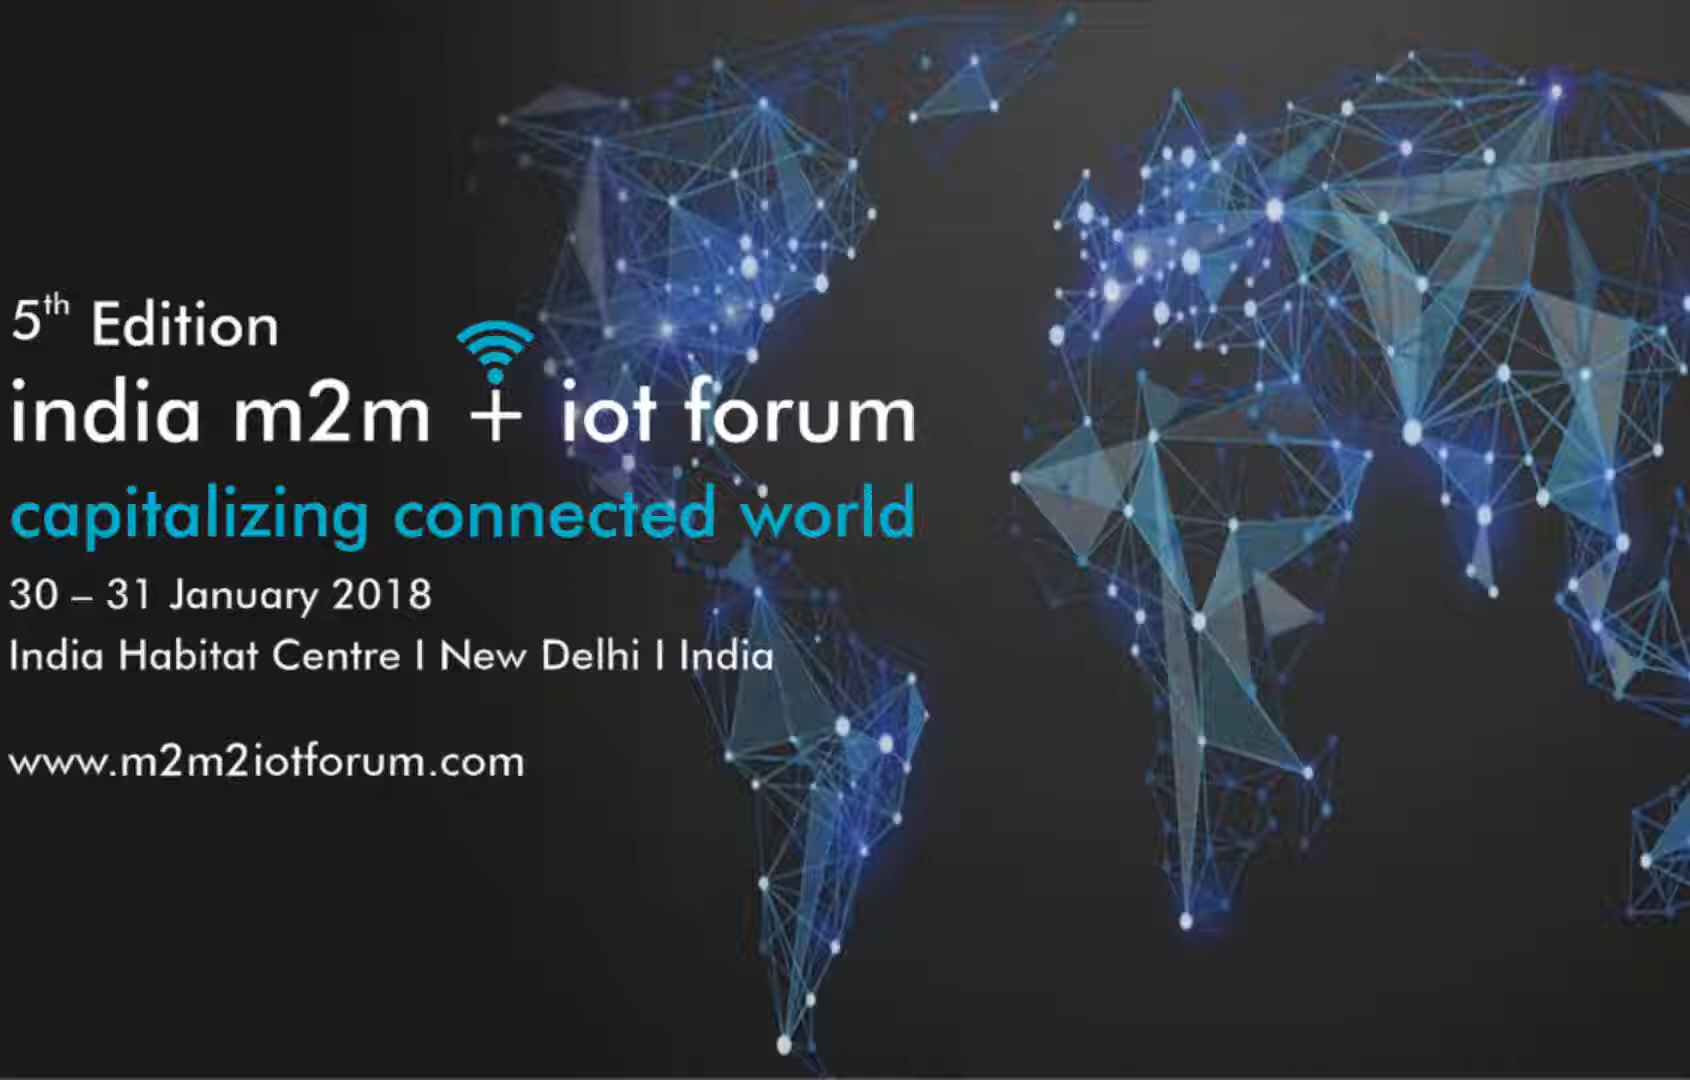 5th Edition
india m2m + iot forum
capitalizing connected world
30 – 31 January 2018
India Habitat Centre I New Delhi I India
www.m2m2iotforum.com